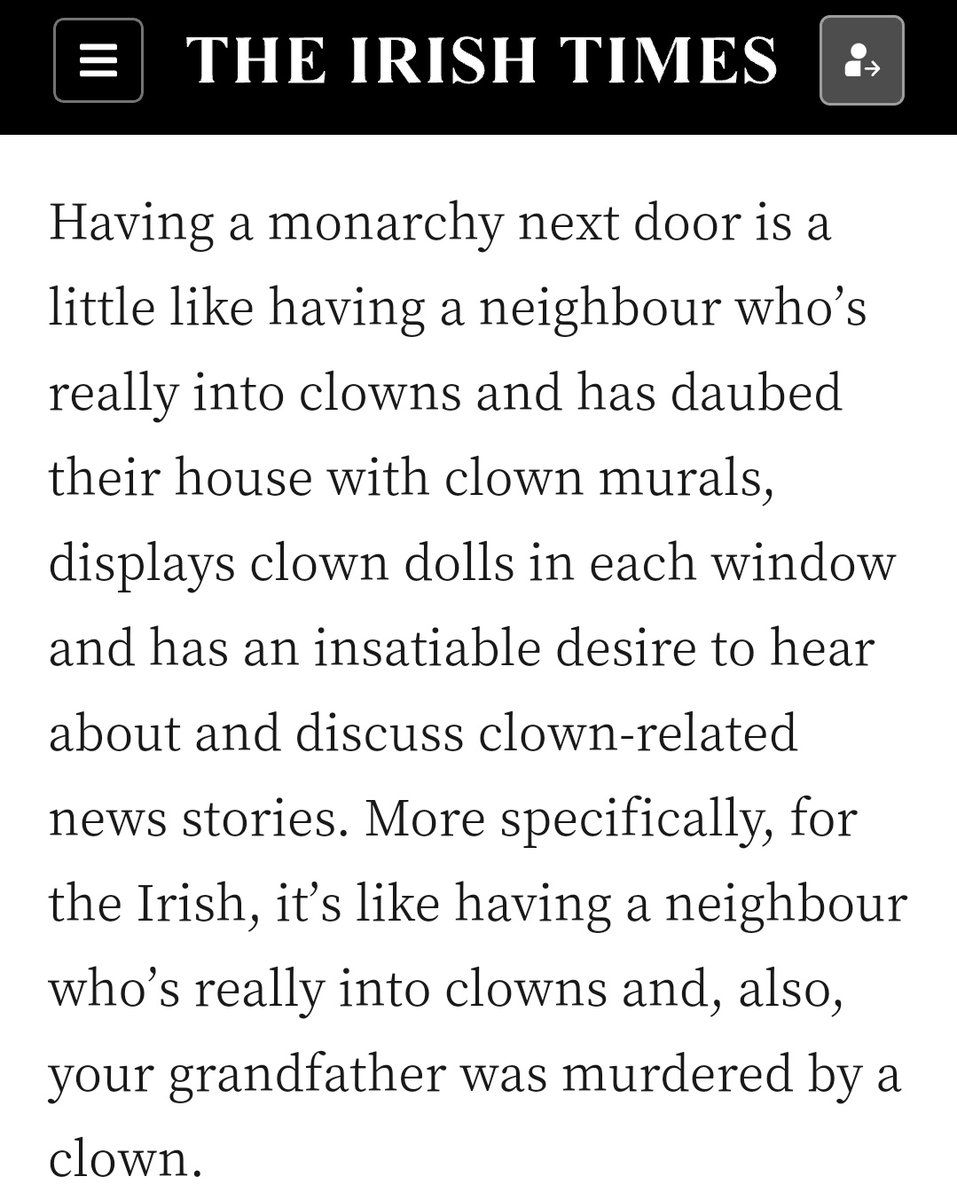 THE IRISH TIMES
Having a monarchy next door is a
little like having a neighbour who’s
really into clowns and has daubed
their house with clown murals,
displays clown dolls in each window
and has an insatiable desire to hear
about and discuss clown-related
news stories. More specifically, for
the Irish, it’s like having a neighbour
who’s really into clowns and, also,
your grandfather was murdered by a
clown.